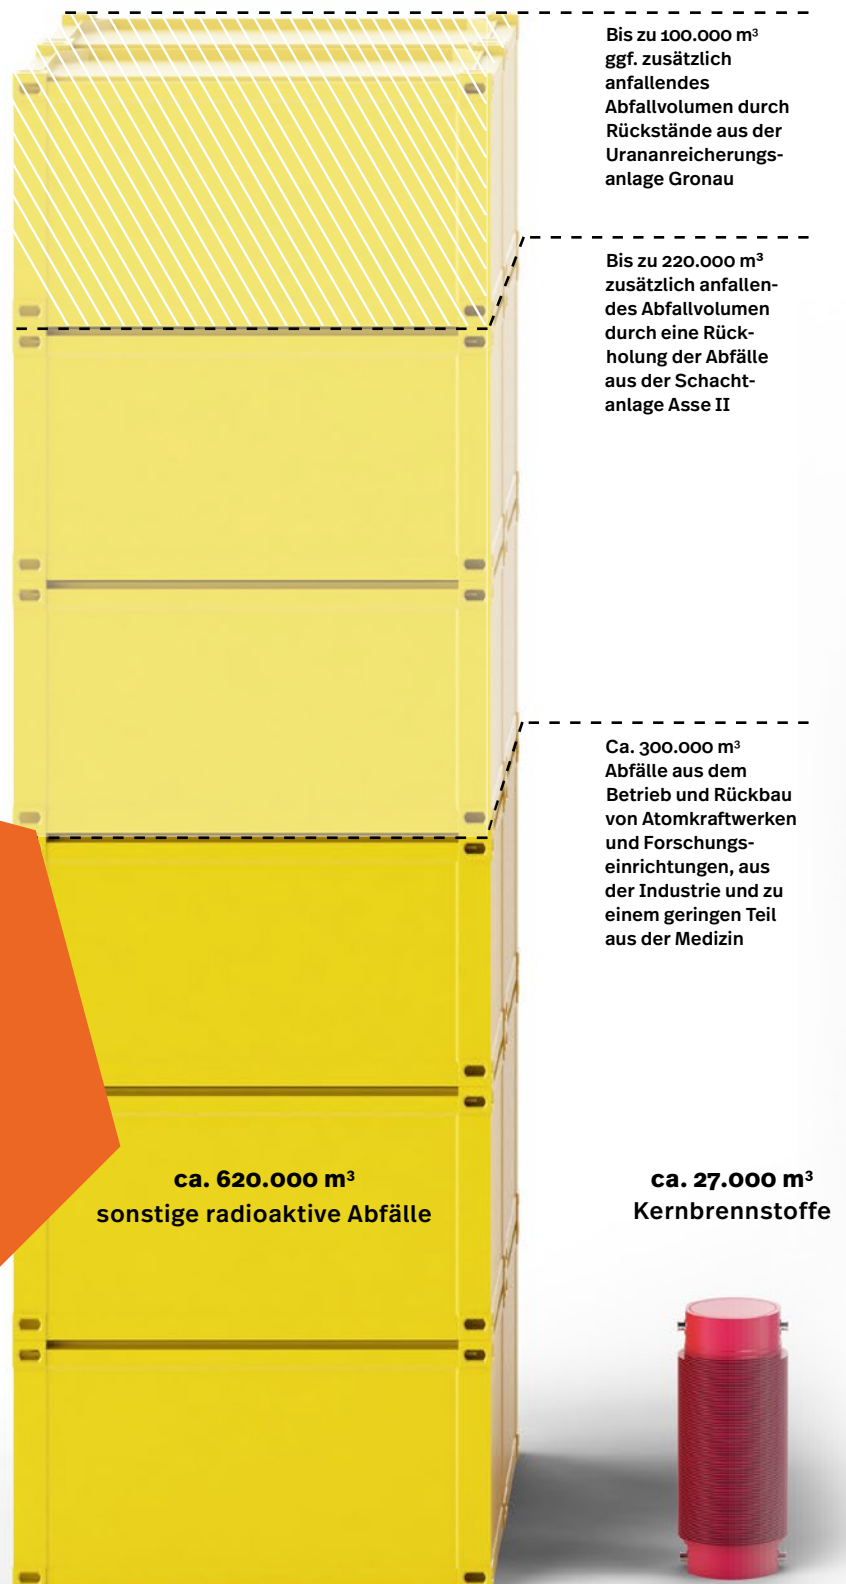 Bis zu 100.000 m³
ggf. zusätzlich
anfallendes
Abfallvolumen durch
Rückstände aus der
Urananreicherungs-
anlage Gronau
Bis zu 220.000 m³
zusätzlich anfallen-
des Abfallvolumen
durch eine Rück-
holung der Abfälle
aus der Schacht-
anlage Asse II
Ca. 300.000 m³
Abfälle aus dem
Betrieb und Rückbau
von Atomkraftwerken
und Forschungs-
einrichtungen, aus
der Industrie und zu
einem geringen Teil
aus der Medizin
ca. 620.000 m³
sonstige radioaktive Abfälle
ca. 27.000 m³
Kernbrennstoffe